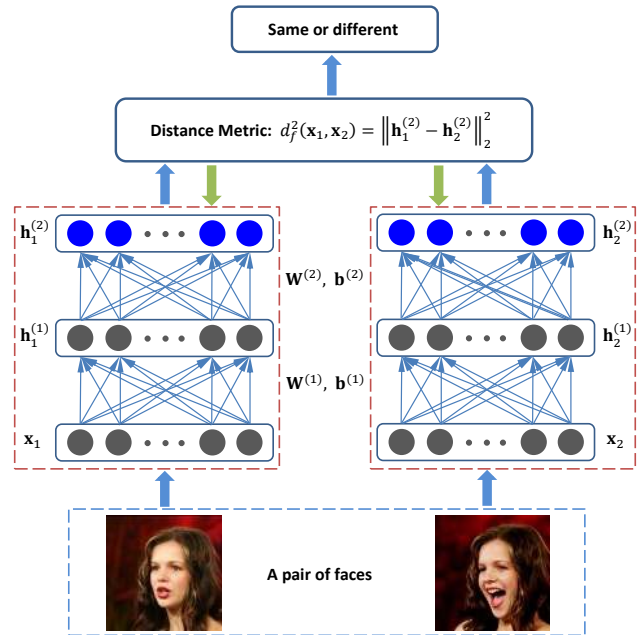 Same or different
Distance Metric: d_f^2(x_1, x_2) = ‖h_1^(2) − h_2^(2)‖_2^2
h_1^(2) h_2^(2)
W^(2), b^(2)
h_1^(1) h_2^(1)
W^(1), b^(1)
x_1 x_2
A pair of faces